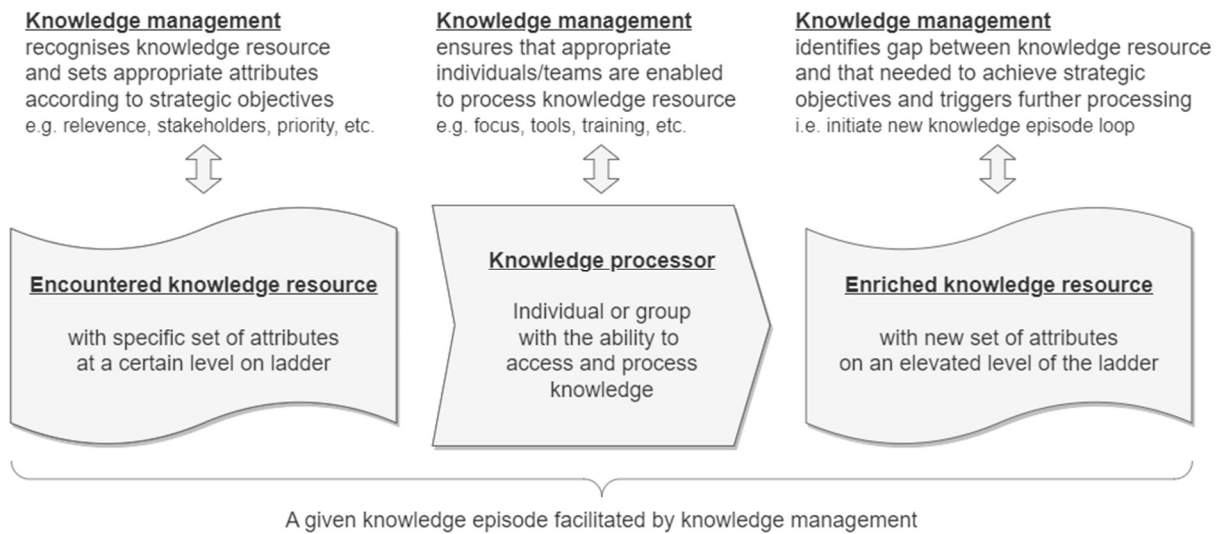 Knowledge management
recognises knowledge resource
and sets appropriate attributes
according to strategic objectives
e.g. relevence, stakeholders, priority, etc.
Knowledge management
ensures that appropriate
individuals/teams are enabled
to process knowledge resource
e.g. focus, tools, training, etc.
Knowledge management
identifies gap between knowledge resource
and that needed to achieve strategic
objectives and triggers further processing
i.e. initiate new knowledge episode loop
Encountered knowledge resource
with specific set of attributes
at a certain level on ladder
Knowledge processor
Individual or group
with the ability to
access and process
knowledge
Enriched knowledge resource
with new set of attributes
on an elevated level of the ladder
A given knowledge episode facilitated by knowledge management